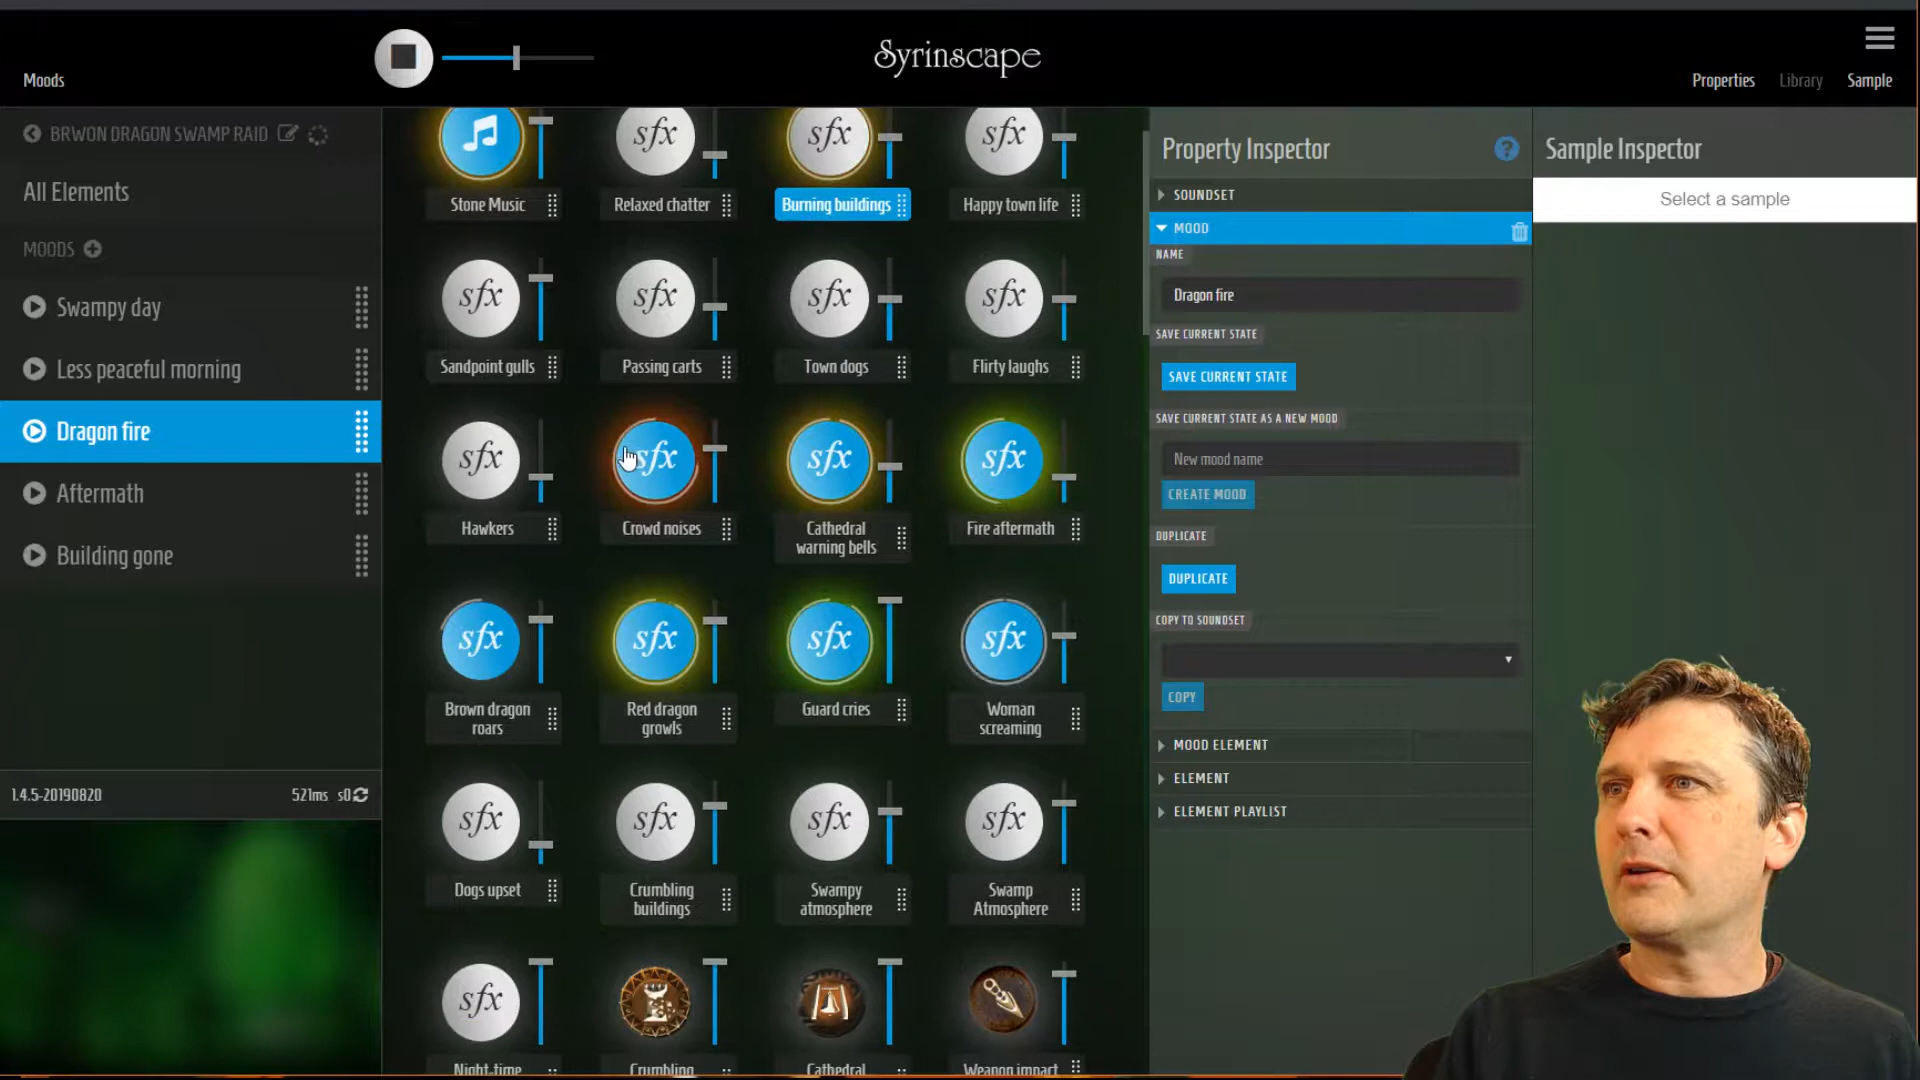 Syrinscape
Moods
Properties
Library
Sample
BRWON DRAGON SWAMP RAID
All Elements
MOODS
Swampy day
Less peaceful morning
Dragon fire
Aftermath
Building gone
1.4.5-20190820
521ms s0
sfx
sfx
sfx
Stone Music
Relaxed chatter
Burning buildings
Happy town life
sfx
sfx
sfx
sfx
Sandpoint gulls
Passing carts
Town dogs
Flirty laughs
sfx
sfx
sfx
sfx
Hawkers
Crowd noises
Cathedral
warning bells
Fire aftermath
sfx
sfx
sfx
sfx
Brown dragon
roars
Red dragon
growls
Guard cries
Woman
screaming
sfx
sfx
sfx
sfx
Dogs upset
Crumbling
buildings
Swampy
atmosphere
Swamp
Atmosphere
sfx
Night-time
Crumbling
Cathedral
Weapon impact
Property Inspector
?
SOUNDSET
MOOD
NAME
Dragon fire
SAVE CURRENT STATE
SAVE CURRENT STATE
SAVE CURRENT STATE AS A NEW MOOD
New mood name
CREATE MOOD
DUPLICATE
DUPLICATE
COPY TO SOUNDSET
COPY
MOOD ELEMENT
ELEMENT
ELEMENT PLAYLIST
Sample Inspector
Select a sample